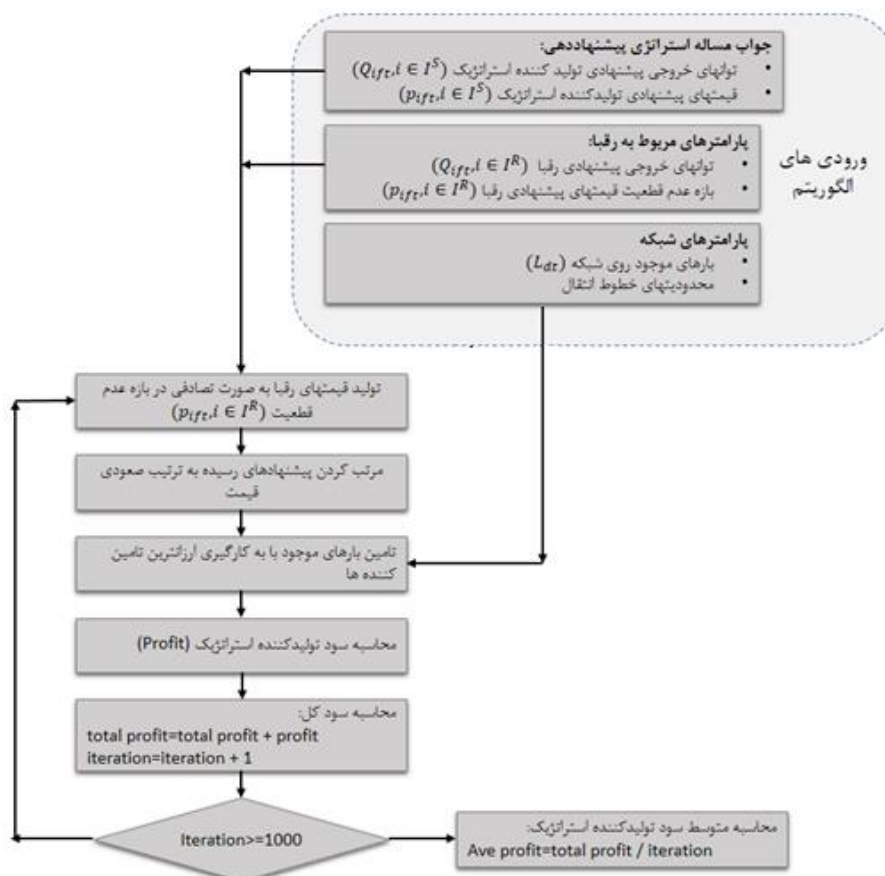 جواب مساله استراتژی پیشنهاددهی:
• توانهای خروجی پیشنهادی تولید کننده استراتژیک (Q_{ift}, i ∈ I^S)
• قیمتهای پیشنهادی تولیدکننده استراتژیک (p_{ift}, i ∈ I^S)
پارامترهای مربوط به رقبا:
• توانهای خروجی پیشنهادی رقبا (Q_{ift}, i ∈ I^R)
• بازه عدم قطعیت قیمتهای پیشنهادی رقبا (p_{ift}, i ∈ I^R)
ورودی های
الگوریتم
پارامترهای شبکه
• بارهای موجود روی شبکه (L_{dt})
• محدودیتهای خطوط انتقال
تولید قیمتهای رقبا به صورت تصادفی در بازه عدم
قطعیت (p_{ift}, i ∈ I^R)
مرتب کردن پیشنهادهای رسیده به ترتیب صعودی
قیمت
تامین بارهای موجود با به کارگیری ارزانترین تامین
کننده ها
محاسبه سود تولیدکننده استراتژیک (Profit)
محاسبه سود کل:
total profit=total profit + profit
iteration=iteration + 1
Iteration>=1000
محاسبه متوسط سود تولیدکننده استراتژیک:
Ave profit=total profit / iteration